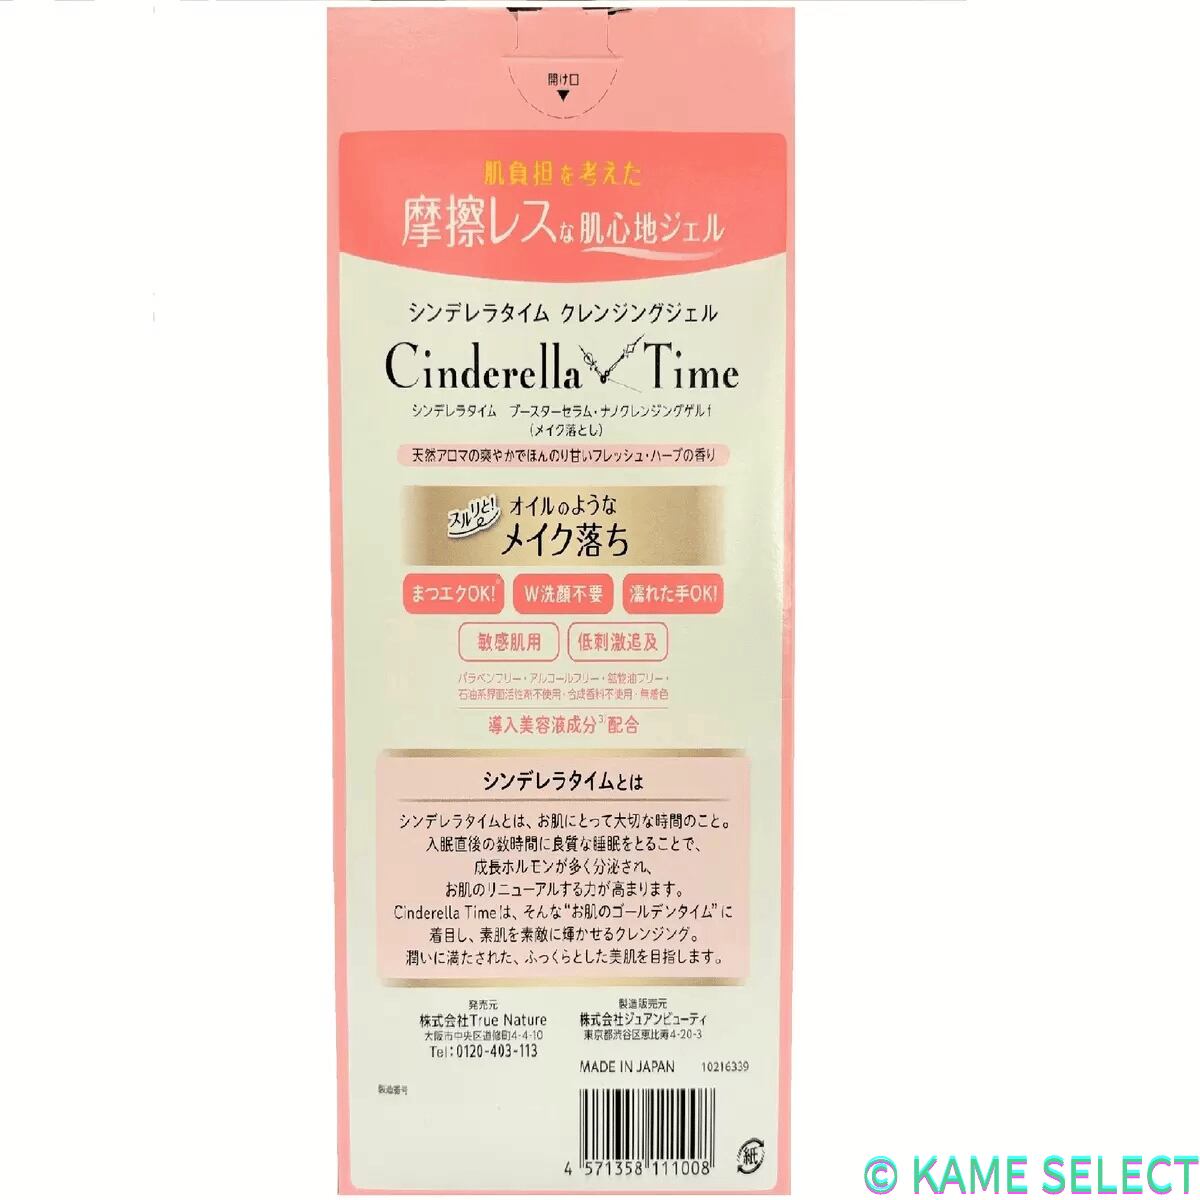 開け口
▼
肌負担を考えた
摩擦レスな肌心地ジェル
シンデレラタイム クレンジングジェル
Cinderella Time
シンデレラタイム ブースターセラム・ナノクレンジングゲルf
(メイク落とし)
天然アロマの爽やかでほんのり甘いフレッシュ・ハーブの香り
スルリと!
オイルのような
メイク落ち
まつエクOK!
W洗顔不要
濡れた手OK!
敏感肌用
低刺激追及
パラベンフリー・アルコールフリー・鉱物油フリー・
石油系界面活性剤不使用・合成香料不使用・無着色
導入美容液成分3)配合
シンデレラタイムとは
シンデレラタイムとは、お肌にとって大切な時間のこと。
入眠直後の数時間に良質な睡眠をとることで、
成長ホルモンが多く分泌され、
お肌のリニューアルする力が高まります。
Cinderella Timeは、そんな“お肌のゴールデンタイム”に
着目し、素肌を素敵に輝かせるクレンジング。
潤いに満たされた、ふっくらとした美肌を目指します。
発売元
株式会社True Nature
大阪市中央区道修町4-4-10
Tel:0120-403-113
製造販売元
株式会社ジュアンビューティ
東京都渋谷区恵比寿4-20-3
MADE IN JAPAN 10216339
製造番号
4 571358 111008
紙
© KAME SELECT